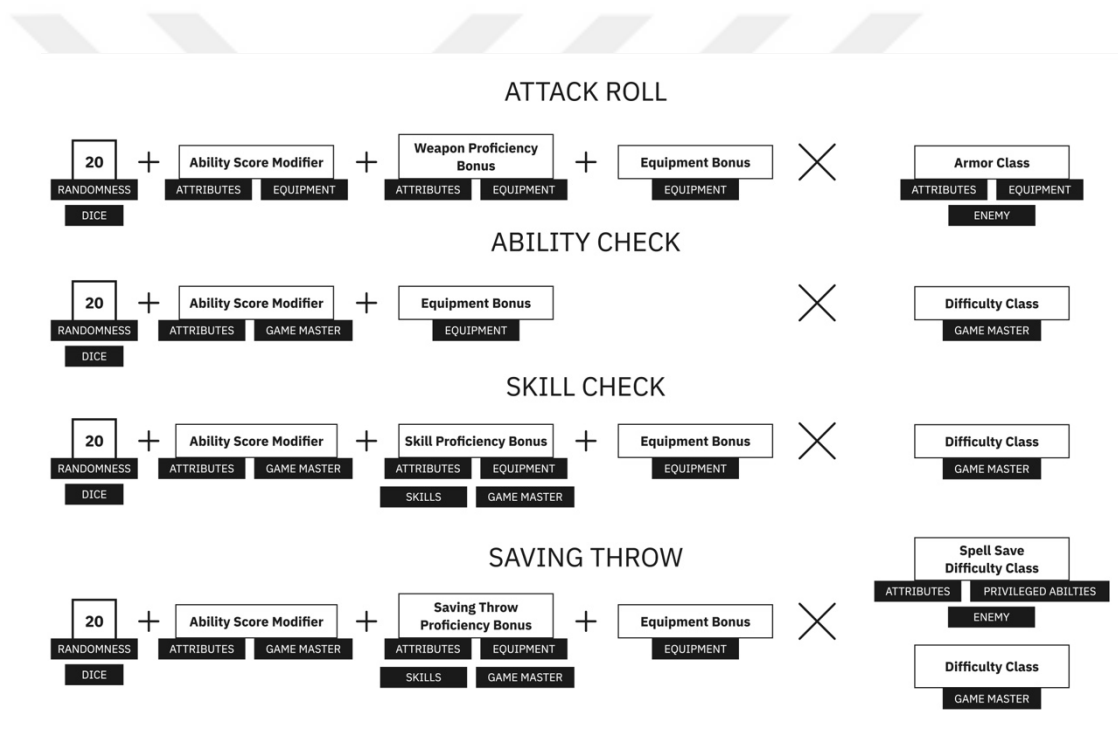 ATTACK ROLL
20 + Ability Score Modifier + Weapon Proficiency
Bonus + Equipment Bonus × Armor Class
RANDOMNESS ATTRIBUTES EQUIPMENT ATTRIBUTES EQUIPMENT EQUIPMENT ATTRIBUTES EQUIPMENT
DICE ENEMY
ABILITY CHECK
20 + Ability Score Modifier + Equipment Bonus × Difficulty Class
RANDOMNESS ATTRIBUTES GAME MASTER EQUIPMENT GAME MASTER
DICE
SKILL CHECK
20 + Ability Score Modifier + Skill Proficiency Bonus + Equipment Bonus × Difficulty Class
RANDOMNESS ATTRIBUTES GAME MASTER ATTRIBUTES EQUIPMENT EQUIPMENT GAME MASTER
DICE SKILLS GAME MASTER
SAVING THROW
20 + Ability Score Modifier + Saving Throw
Proficiency Bonus + Equipment Bonus × Spell Save
Difficulty Class
RANDOMNESS ATTRIBUTES GAME MASTER ATTRIBUTES EQUIPMENT EQUIPMENT ATTRIBUTES PRIVILEGED ABILTIES
DICE SKILLS GAME MASTER ENEMY
Difficulty Class
GAME MASTER